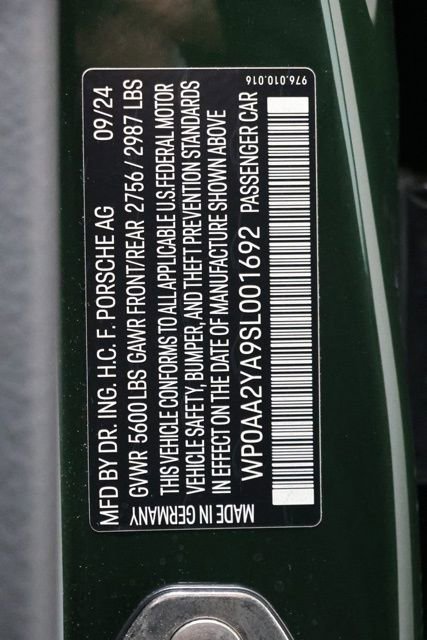 MFD BY DR. ING. H.C. F. PORSCHE AG 09/24
GVWR 5600 LBS GAWR FRONT/REAR 2756/ 2987 LBS
THIS VEHICLE CONFORMS TO ALL APPLICABLE U.S.FEDERAL MOTOR
VEHICLE SAFETY, BUMPER, AND THEFT PREVENTION STANDARDS
IN EFFECT ON THE DATE OF MANUFACTURE SHOWN ABOVE
WP0AA2YA9SL001692 PASSENGER CAR
MADE IN GERMANY
976.010.016